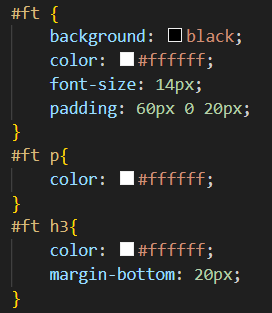 #ft {
background: black;
color: #ffffff;
font-size: 14px;
padding: 60px 0 20px;
}
#ft p{
color: #ffffff;
}
#ft h3{
color: #ffffff;
margin-bottom: 20px;
}